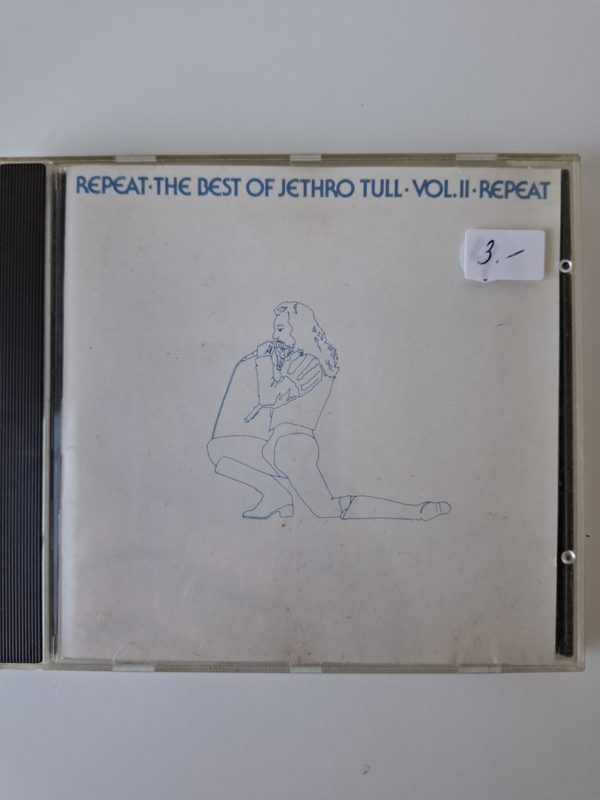 REPEAT·THE BEST OF JETHRO TULL·VOL.II·REPEAT
3.-